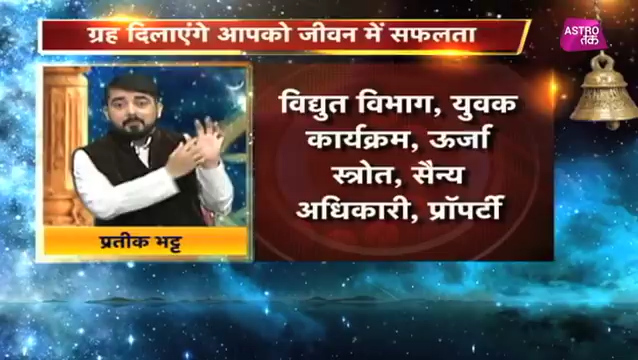 ग्रह दिलाएंगे आपको जीवन में सफलता
ASTRO
तक
विद्युत विभाग, युवक
कार्यक्रम, ऊर्जा
स्त्रोत, सैन्य
अधिकारी, प्रॉपर्टी
प्रतीक भट्ट